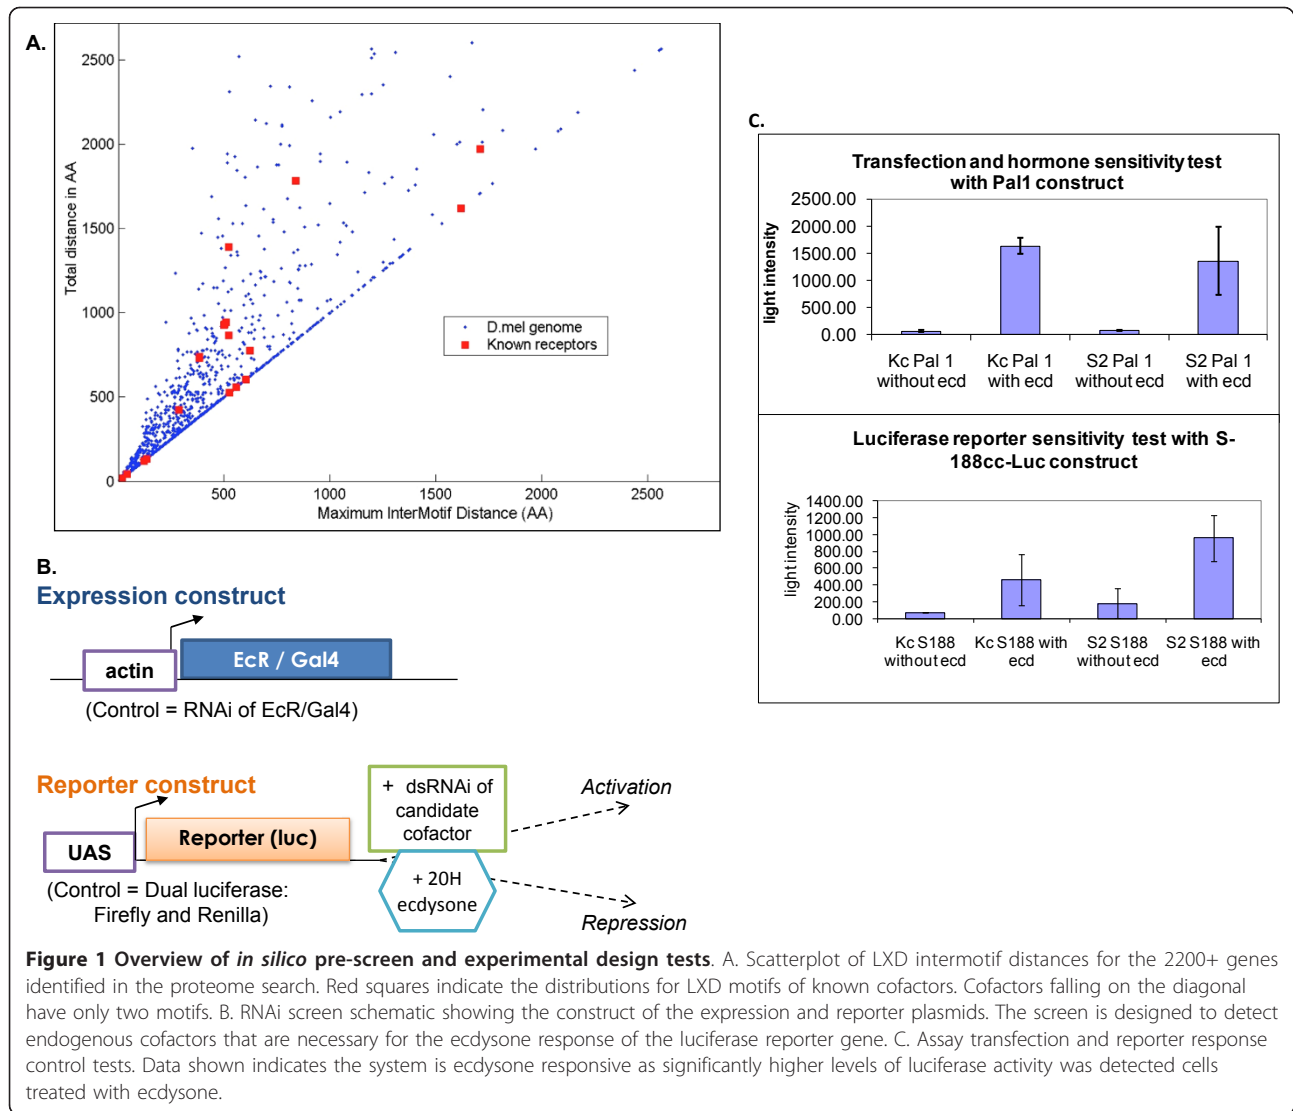 A.
2500
2000
1500
1000
500
0
Total distance in AA
D.mel genome
Known receptors
500
1000
1500
2000
2500
Maximum InterMotif Distance (AA)
B.
Expression construct
actin
EcR / Gal4
(Control = RNAi of EcR/Gal4)
Reporter construct
UAS
Reporter (luc)
(Control = Dual luciferase:
Firefly and Renilla)
+ dsRNAi of
candidate
cofactor
+ 20H
ecdysone
Activation
Repression
C.
Transfection and hormone sensitivity test
with Pal1 construct
light intensity
2500.00
2000.00
1500.00
1000.00
500.00
0.00
Kc Pal 1 without ecd
Kc Pal 1 with ecd
S2 Pal 1 without ecd
S2 Pal 1 with ecd
Luciferase reporter sensitivity test with S-
188cc-Luc construct
light intensity
1400.00
1200.00
1000.00
800.00
600.00
400.00
200.00
0.00
Kc S188 without ecd
Kc S188 with ecd
S2 S188 without ecd
S2 S188 with ecd
Figure 1 Overview of in silico pre-screen and experimental design tests. A. Scatterplot of LXD intermotif distances for the 2200+ genes
identified in the proteome search. Red squares indicate the distributions for LXD motifs of known cofactors. Cofactors falling on the diagonal
have only two motifs. B. RNAi screen schematic showing the construct of the expression and reporter plasmids. The screen is designed to detect
endogenous cofactors that are necessary for the ecdysone response of the luciferase reporter gene. C. Assay transfection and reporter response
control tests. Data shown indicates the system is ecdysone responsive as significantly higher levels of luciferase activity was detected cells
treated with ecdysone.